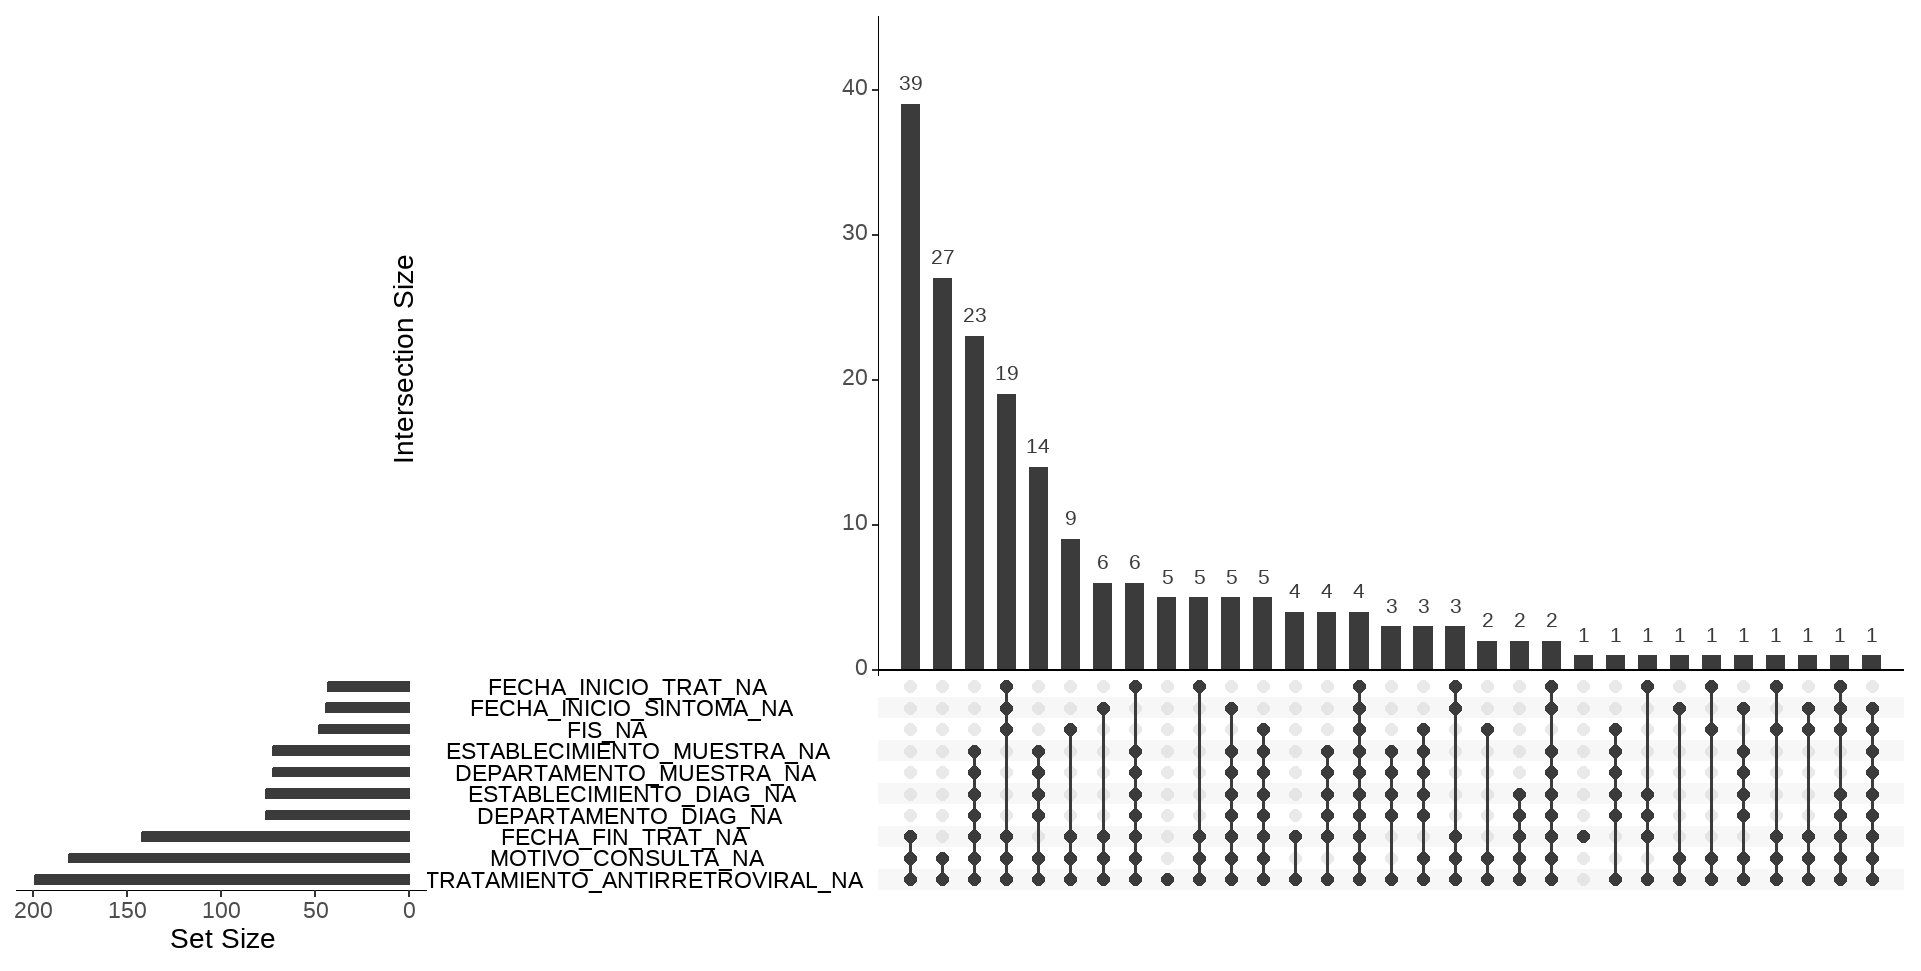 Intersection Size
40
30
20
10
0
39
27
23
19
14
9
6
6
5
5
5
5
4
4
4
3
3
3
2
2
2
1
1
1
1
1
1
1
1
1
1
FECHA_INICIO_TRAT_NA
FECHA_INICIO_SINTOMA_NA
FIS_NA
ESTABLECIMIENTO_MUESTRA_NA
DEPARTAMENTO_MUESTRA_NA
ESTABLECIMIENTO_DIAG_NA
DEPARTAMENTO_DIAG_NA
FECHA_FIN_TRAT_NA
MOTIVO_CONSULTA_NA
TRATAMIENTO_ANTIRRETROVIRAL_NA
200 150 100 50 0
Set Size